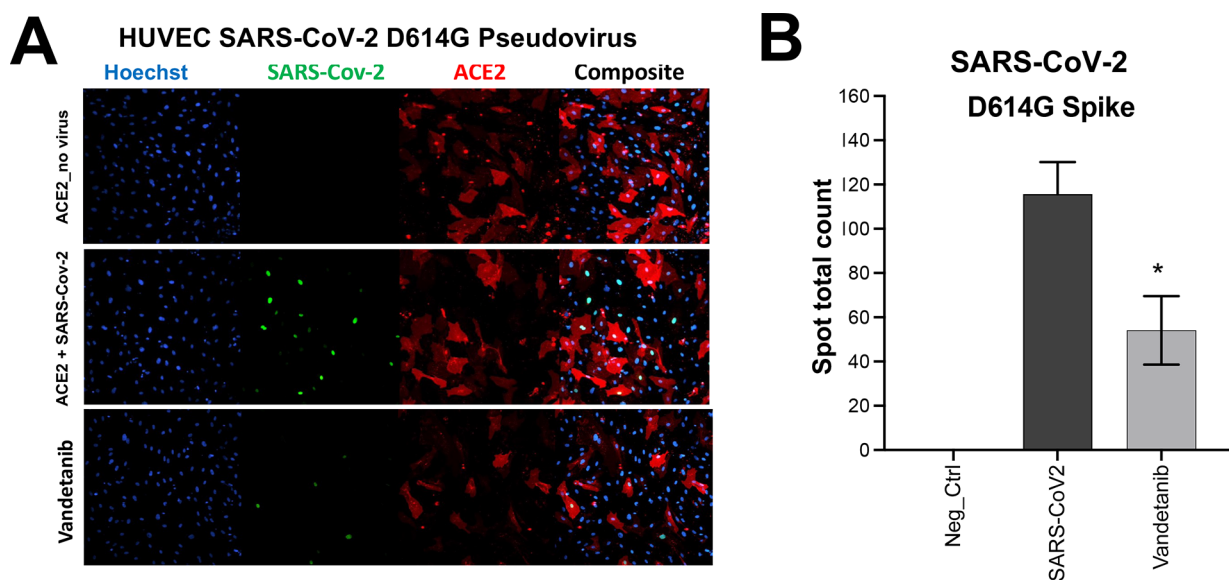 A
HUVEC SARS-CoV-2 D614G Pseudovirus
Hoechst SARS-Cov-2 ACE2 Composite
ACE2_no virus
ACE2 + SARS-Cov-2
Vandetanib
B
SARS-CoV-2
D614G Spike
Spot total count
160
140
120
100
80
60
40
20
0
*
Neg_Ctrl
SARS-CoV2
Vandetanib